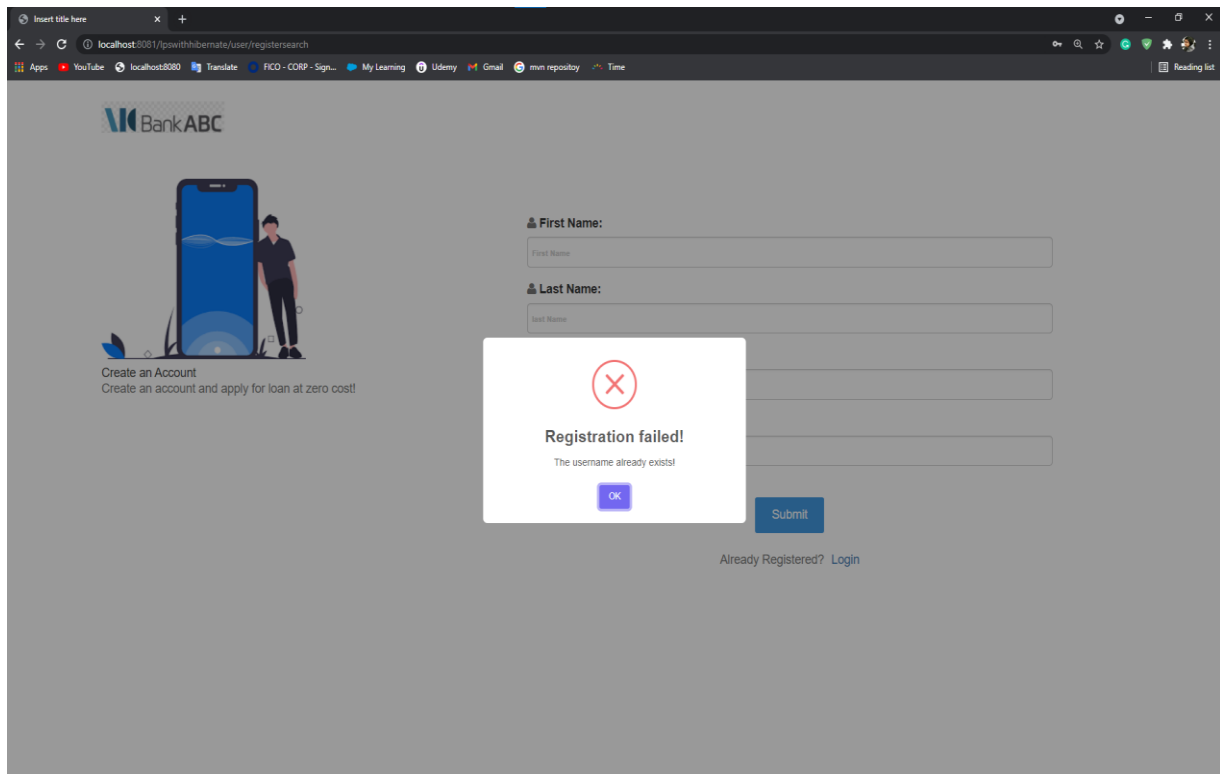 Insert title here
localhost:8081/lpswithhibernate/user/registersearch
Apps YouTube localhost:8080 Translate FICO - CORP - Sign... My Learning Udemy Gmail mvn repositoy Time Reading list
BankABC
First Name:
First Name
Last Name:
last Name
Create an Account
Create an account and apply for loan at zero cost!
Registration failed!
The username already exists!
OK
Submit
Already Registered? Login